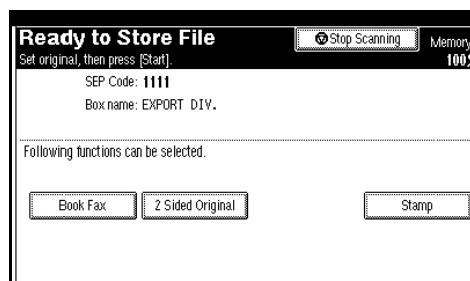 Ready to Store File
Stop Scanning
Memory
Set original, then press [Start].
100%
SEP Code: 1111
Box name: EXPORT DIV.
Following functions can be selected.
Book Fax
2 Sided Original
Stamp